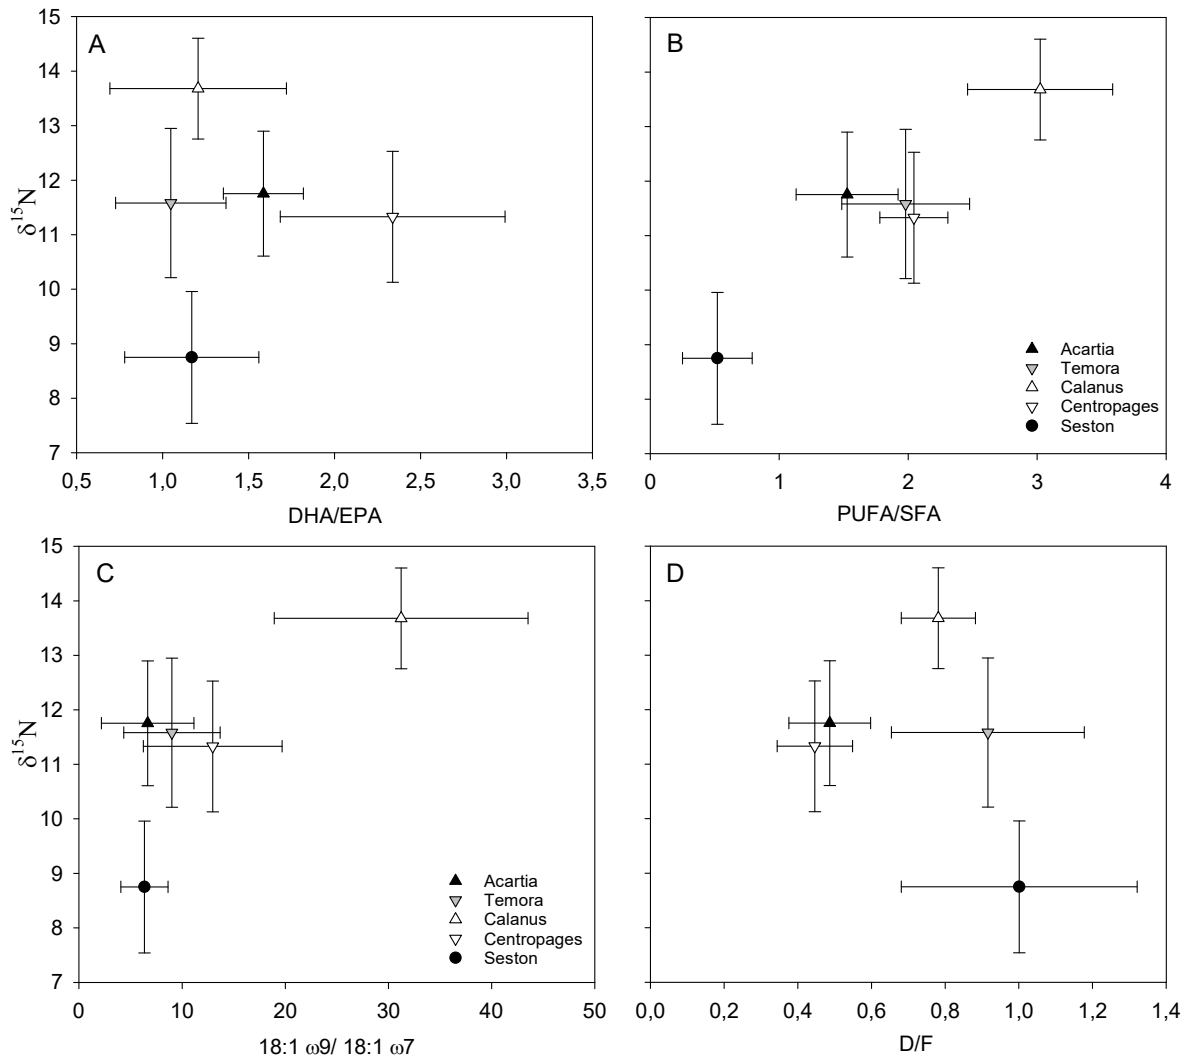 A
15
14
13
12
11
10
9
8
7
δ15N
0,5 1,0 1,5 2,0 2,5 3,0 3,5
DHA/EPA
B
Acartia
Temora
Calanus
Centropages
Seston
0 1 2 3 4
PUFA/SFA
C
15
14
13
12
11
10
9
8
7
δ15N
Acartia
Temora
Calanus
Centropages
Seston
0 10 20 30 40 50
18:1 ω9/ 18:1 ω7
D
0,0 0,2 0,4 0,6 0,8 1,0 1,2 1,4
D/F